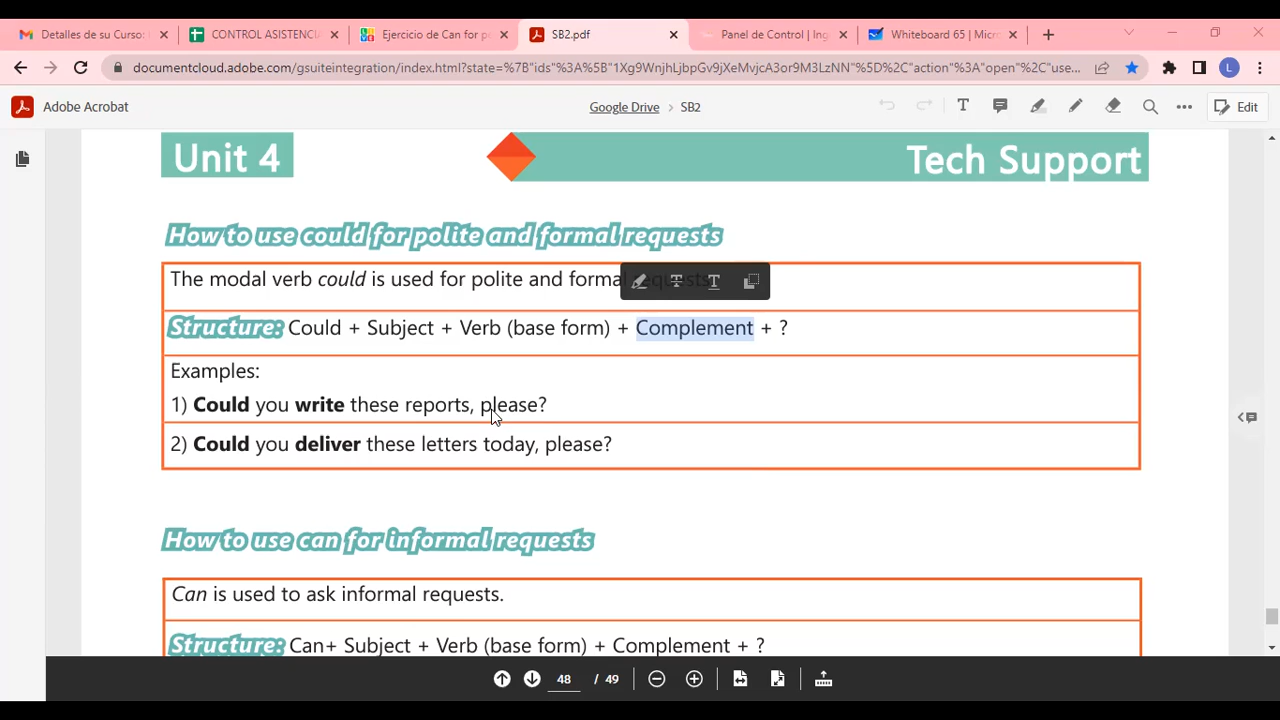 Detalles de su Curso:
CONTROL ASISTENCI
Ejercicio de Can for p
SB2.pdf
Panel de Control | Ing
Whiteboard 65 | Micr
documentcloud.adobe.com/gsuiteintegration/index.html?state=%7B"ids"%3A%5B"1Xg9WnjhLjbpGv9jXeMvjcA3or9M3LzNN"%5D%2C"action"%3A"open"%2C"use...
L
Adobe Acrobat
Google Drive > SB2
Edit
Unit 4
Tech Support
How to use could for polite and formal requests
The modal verb could is used for polite and formal requests.
Structure: Could + Subject + Verb (base form) + Complement + ?
Examples:
1) Could you write these reports, please?
2) Could you deliver these letters today, please?
How to use can for informal requests
Can is used to ask informal requests.
Structure: Can+ Subject + Verb (base form) + Complement + ?
48 / 49